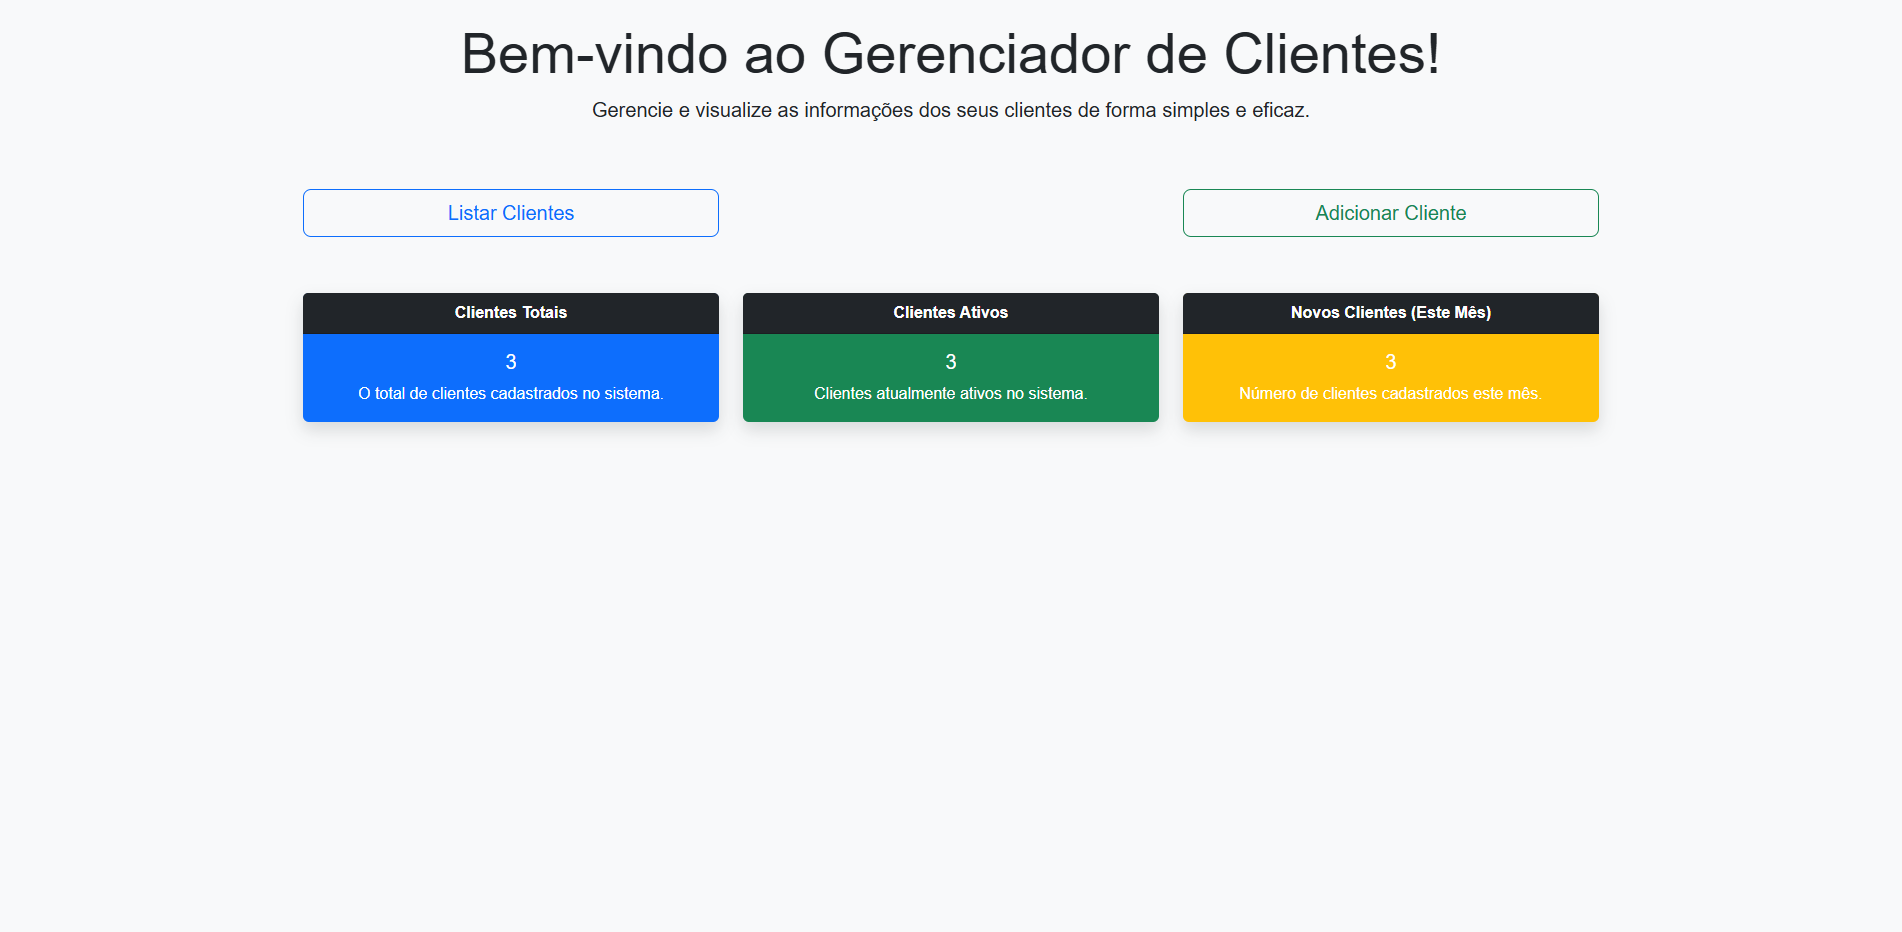 Bem-vindo ao Gerenciador de Clientes!
Gerencie e visualize as informações dos seus clientes de forma simples e eficaz.
Listar Clientes
Adicionar Cliente
Clientes Totais
3
O total de clientes cadastrados no sistema.
Clientes Ativos
3
Clientes atualmente ativos no sistema.
Novos Clientes (Este Mês)
3
Número de clientes cadastrados este mês.